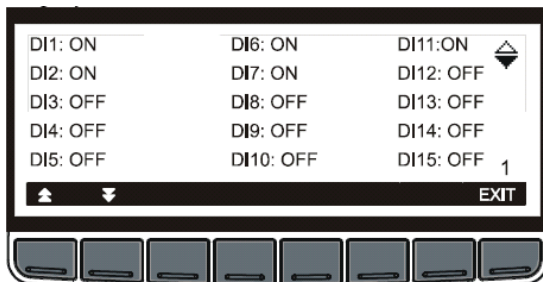 DI1: ON DI6: ON DI11:ON
DI2: ON DI7: ON DI12: OFF
DI3: OFF DI8: OFF DI13: OFF
DI4: OFF DI9: OFF DI14: OFF
DI5: OFF DI10: OFF DI15: OFF
1
EXIT